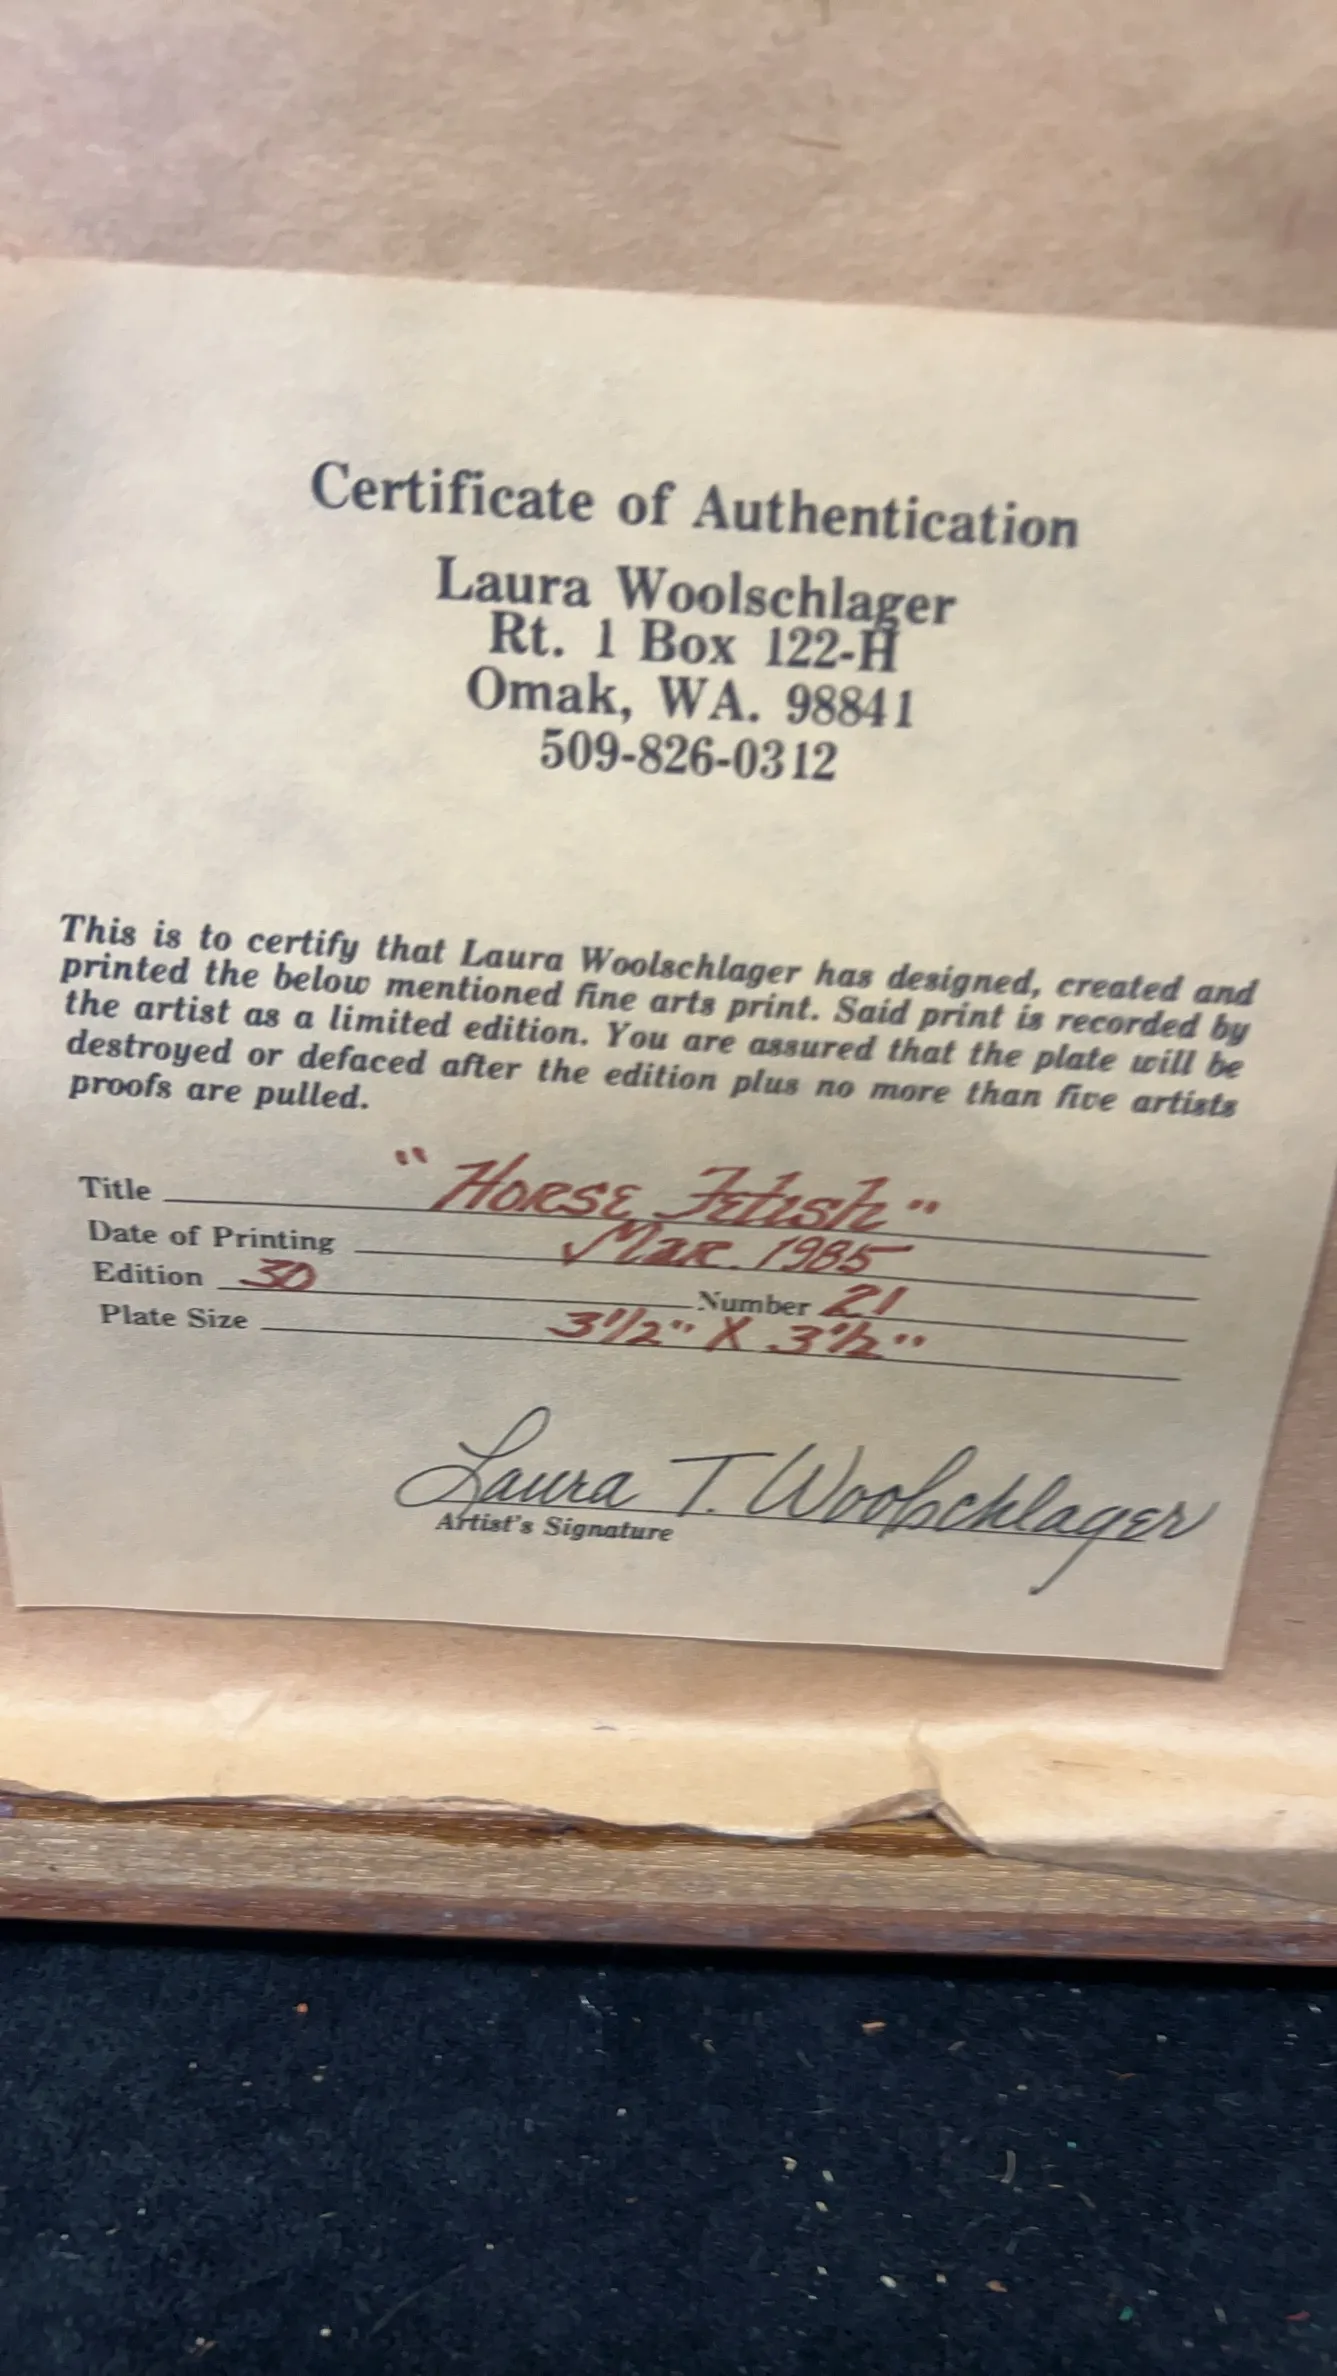 Certificate of Authentication
Laura Woolschlager
Rt. 1 Box 122-H
Omak, WA. 98841
509-826-0312
This is to certify that Laura Woolschlager has designed, created and
printed the below mentioned fine arts print. Said print is recorded by
the artist as a limited edition. You are assured that the plate will be
destroyed or defaced after the edition plus no more than five artists
proofs are pulled.
Title "Horse Fetish"
Date of Printing Mar. 1985
Edition 30 Number 21
Plate Size 3 1/2" X 3 1/2"
Laura T. Woolschlager
Artist's Signature